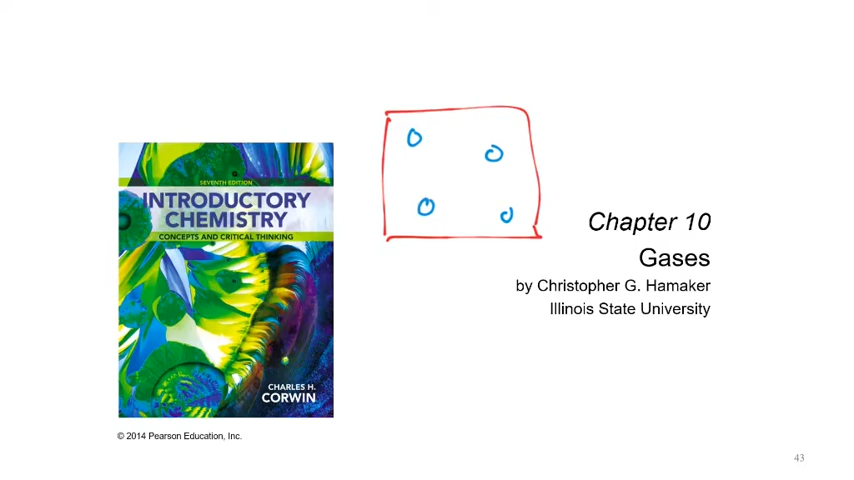 SEVENTH EDITION
INTRODUCTORY
CHEMISTRY
CONCEPTS AND CRITICAL THINKING
CHARLES H.
CORWIN
© 2014 Pearson Education, Inc.
Chapter 10
Gases
by Christopher G. Hamaker
Illinois State University
43